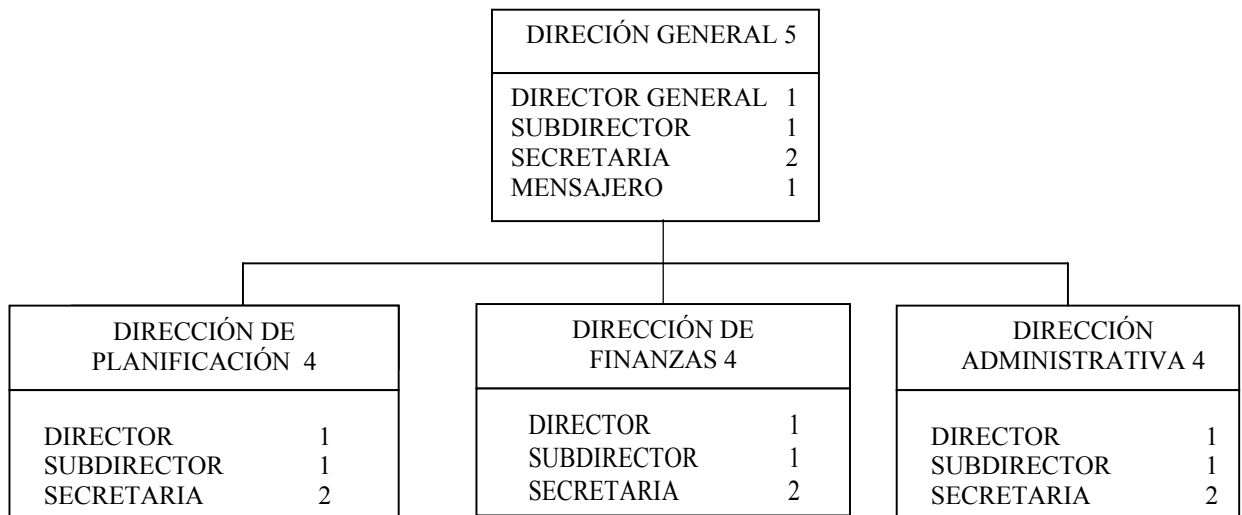 DIRECIÓN GENERAL 5
DIRECTOR GENERAL 1
SUBDIRECTOR 1
SECRETARIA 2
MENSAJERO 1
DIRECCIÓN DE
PLANIFICACIÓN 4
DIRECTOR 1
SUBDIRECTOR 1
SECRETARIA 2
DIRECCIÓN DE
FINANZAS 4
DIRECTOR 1
SUBDIRECTOR 1
SECRETARIA 2
DIRECCIÓN
ADMINISTRATIVA 4
DIRECTOR 1
SUBDIRECTOR 1
SECRETARIA 2